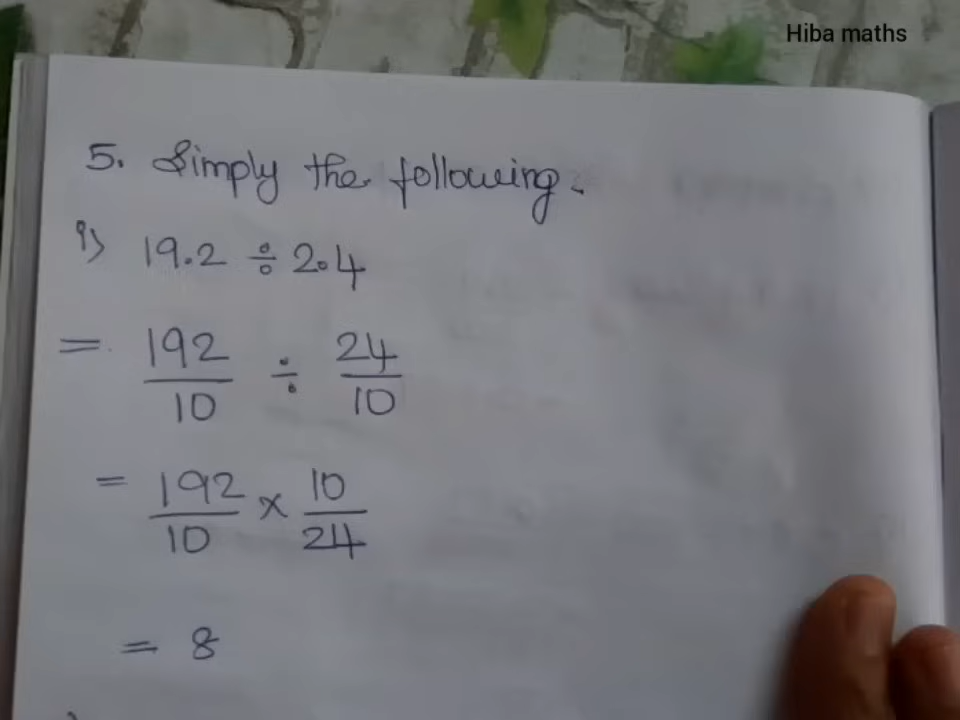 Hiba maths
5. Simply the following.
i) 19.2 ÷ 2.4
= 192/10 ÷ 24/10
= 192/10 × 10/24
= 8